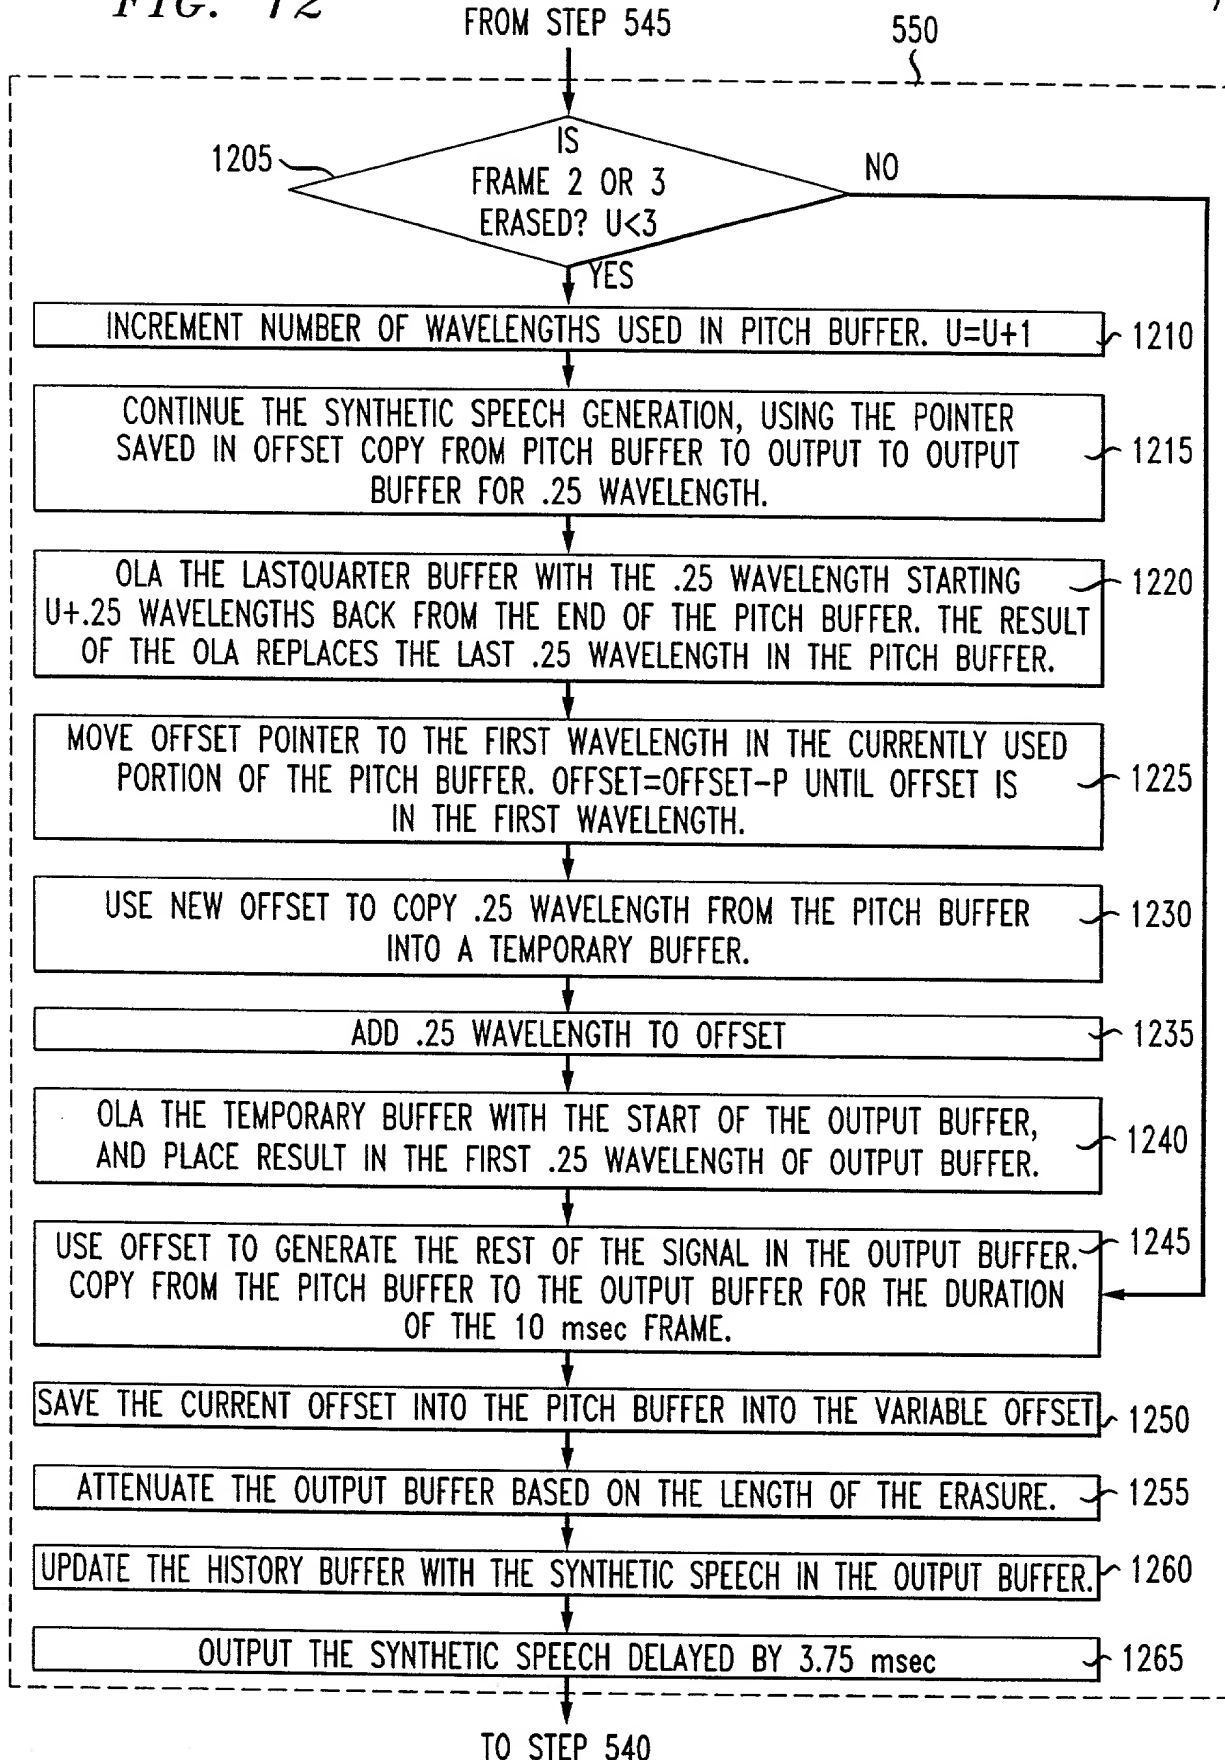 FIG. 12
FROM STEP 545
550
1205
IS
FRAME 2 OR 3
ERASED? U<3
NO
YES
INCREMENT NUMBER OF WAVELENGTHS USED IN PITCH BUFFER. U=U+1
1210
CONTINUE THE SYNTHETIC SPEECH GENERATION, USING THE POINTER
SAVED IN OFFSET COPY FROM PITCH BUFFER TO OUTPUT TO OUTPUT
BUFFER FOR .25 WAVELENGTH.
1215
OLA THE LASTQUARTER BUFFER WITH THE .25 WAVELENGTH STARTING
U+.25 WAVELENGTHS BACK FROM THE END OF THE PITCH BUFFER. THE RESULT
OF THE OLA REPLACES THE LAST .25 WAVELENGTH IN THE PITCH BUFFER.
1220
MOVE OFFSET POINTER TO THE FIRST WAVELENGTH IN THE CURRENTLY USED
PORTION OF THE PITCH BUFFER. OFFSET=OFFSET-P UNTIL OFFSET IS
IN THE FIRST WAVELENGTH.
1225
USE NEW OFFSET TO COPY .25 WAVELENGTH FROM THE PITCH BUFFER
INTO A TEMPORARY BUFFER.
1230
ADD .25 WAVELENGTH TO OFFSET
1235
OLA THE TEMPORARY BUFFER WITH THE START OF THE OUTPUT BUFFER,
AND PLACE RESULT IN THE FIRST .25 WAVELENGTH OF OUTPUT BUFFER.
1240
USE OFFSET TO GENERATE THE REST OF THE SIGNAL IN THE OUTPUT BUFFER.
COPY FROM THE PITCH BUFFER TO THE OUTPUT BUFFER FOR THE DURATION
OF THE 10 msec FRAME.
1245
SAVE THE CURRENT OFFSET INTO THE PITCH BUFFER INTO THE VARIABLE OFFSET
1250
ATTENUATE THE OUTPUT BUFFER BASED ON THE LENGTH OF THE ERASURE.
1255
UPDATE THE HISTORY BUFFER WITH THE SYNTHETIC SPEECH IN THE OUTPUT BUFFER.
1260
OUTPUT THE SYNTHETIC SPEECH DELAYED BY 3.75 msec
1265
TO STEP 540